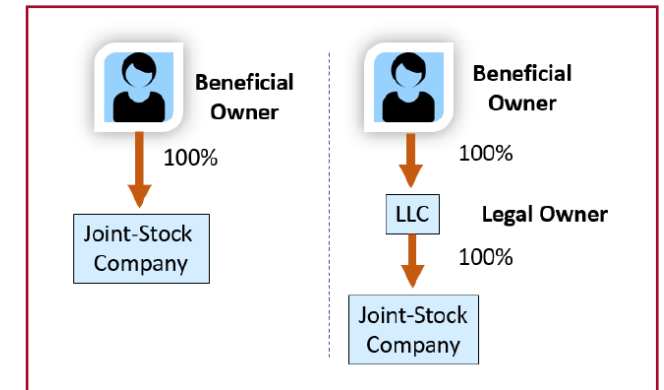 Beneficial
Owner
100%
Joint-Stock
Company
Beneficial
Owner
100%
LLC
Legal Owner
100%
Joint-Stock
Company